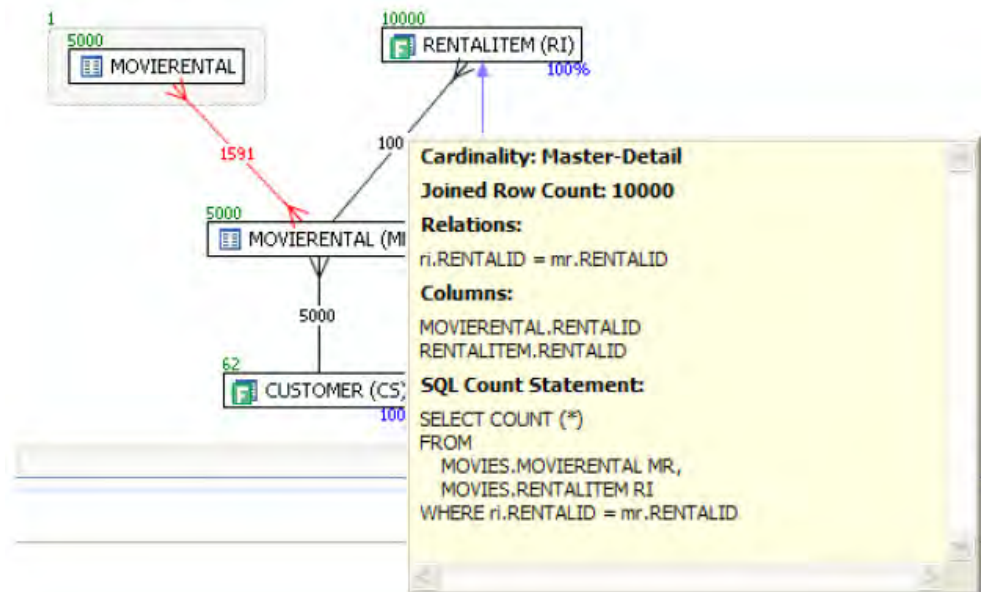 1
5000
MOVIERENTAL
10000
RENTALITEM (RI)
100%
1591
100
5000
MOVIERENTAL (M
5000
62
CUSTOMER (CS)
100
Cardinality: Master-Detail
Joined Row Count: 10000
Relations:
ri.RENTALID = mr.RENTALID
Columns:
MOVIERENTAL.RENTALID
RENTALITEM.RENTALID
SQL Count Statement:
SELECT COUNT (*)
FROM
MOVIES.MOVIERENTAL MR,
MOVIES.RENTALITEM RI
WHERE ri.RENTALID = mr.RENTALID